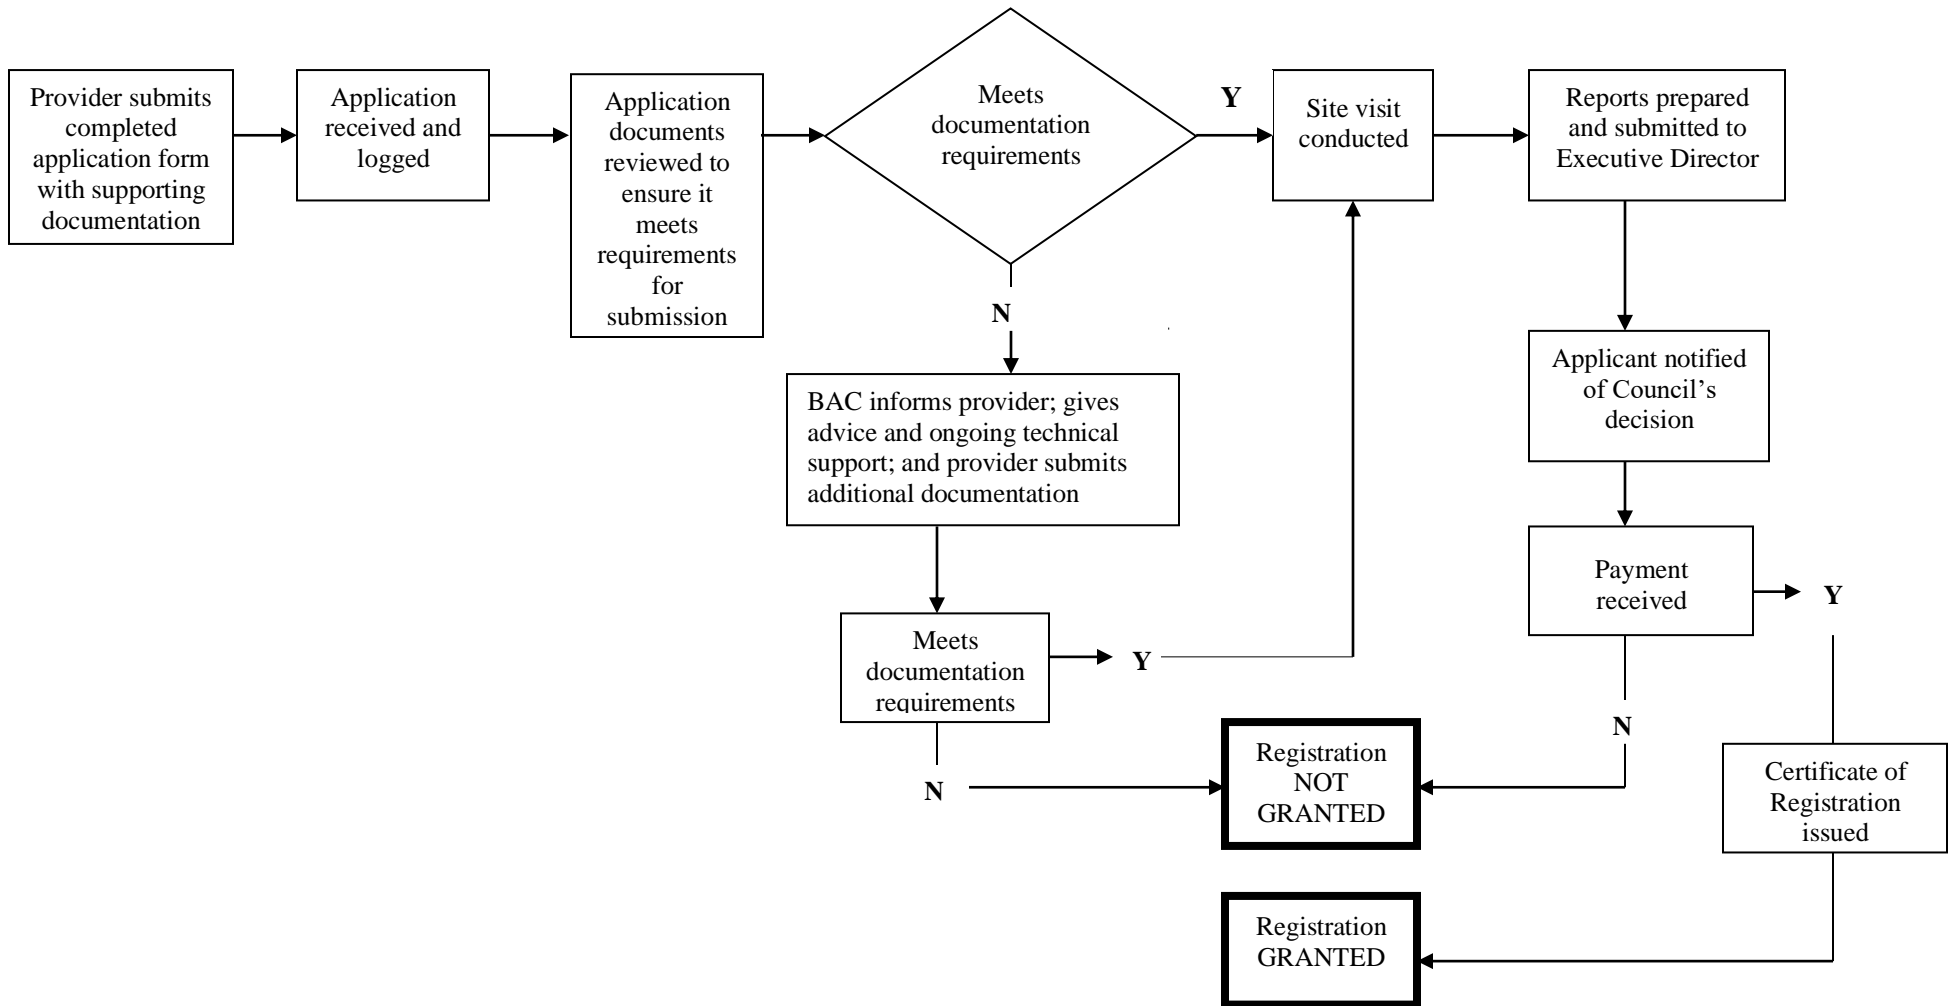 Provider submits
completed
application form
with supporting
documentation
Application
received and
logged
Application
documents
reviewed to
ensure it
meets
requirements
for
submission
Meets
documentation
requirements
Y
Site visit
conducted
Reports prepared
and submitted to
Executive Director
N
BAC informs provider; gives
advice and ongoing technical
support; and provider submits
additional documentation
Applicant notified
of Council’s
decision
Payment
received
Y
Meets
documentation
requirements
Y
N
N
Registration
NOT
GRANTED
Certificate of
Registration
issued
Registration
GRANTED